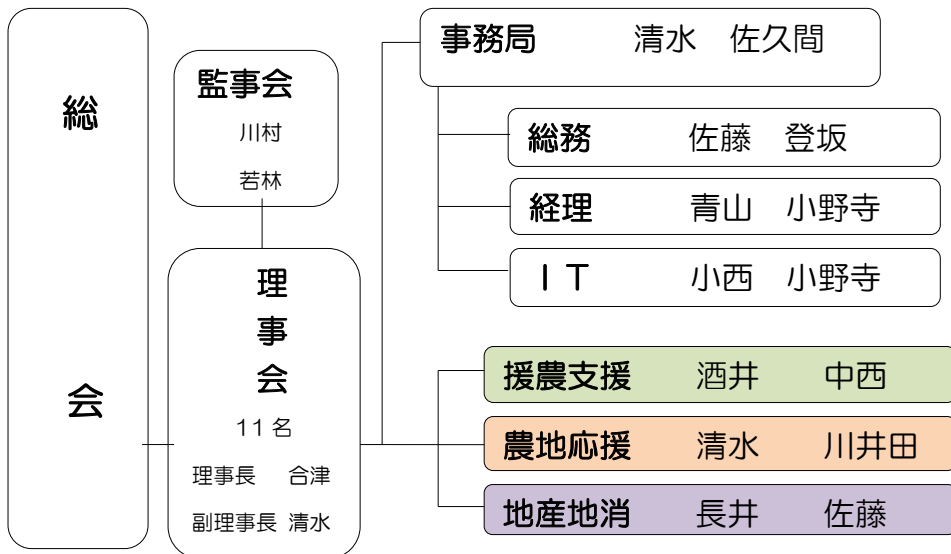 総会
監事会
川村
若林
理事会
11名
理事長 合津
副理事長 清水
事務局 清水 佐久間
総務 佐藤 登坂
経理 青山 小野寺
IT 小西 小野寺
援農支援 酒井 中西
農地応援 清水 川井田
地産地消 長井 佐藤